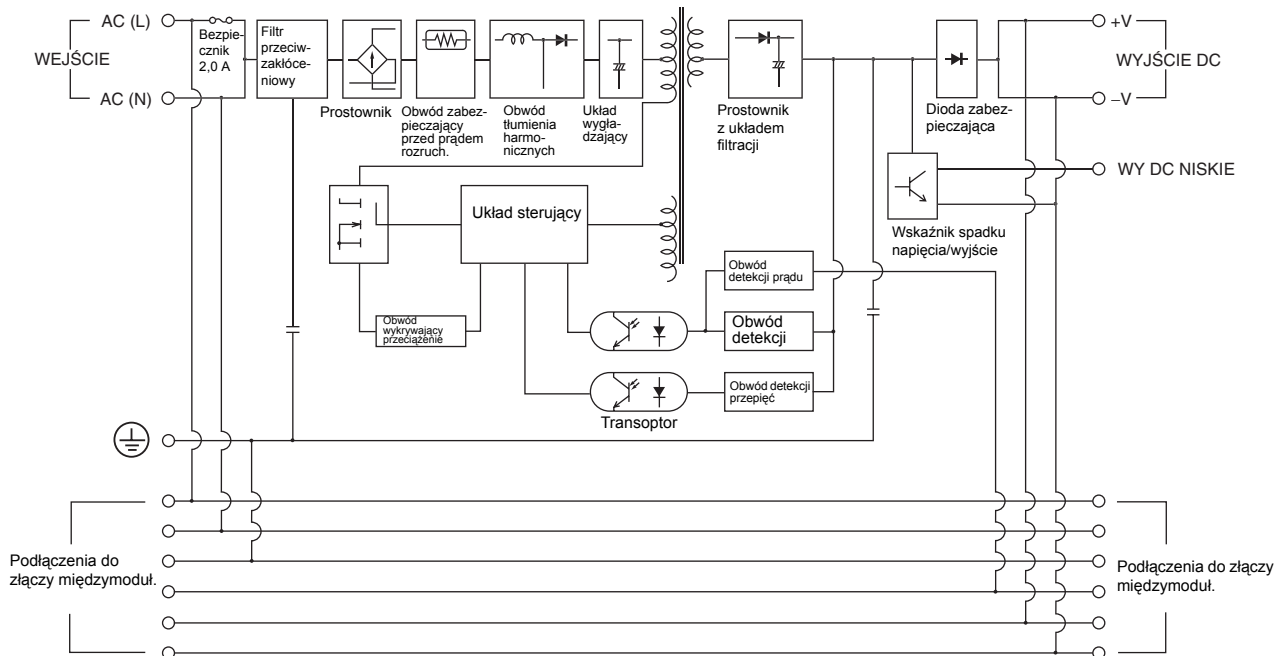 AC (L)
WEJŚCIE
AC (N)
Bezpie-
cznik
2,0 A
Filtr
przeciw-
zakłóce-
niowy
Prostownik
Obwód zabez-
pieczający
przed prądem
rozruch.
Obwód
tłumienia
harmo-
nicznych
Układ
wygła-
dzający
Prostownik
z układem
filtracji
Dioda zabez-
pieczająca
+V
WYJŚCIE DC
–V
WY DC NISKIE
Wskaźnik spadku
napięcia/wyjście
Układ sterujący
Obwód
wykrywający
przeciążenie
Obwód
detekcji prądu
Obwód
detekcji
Obwód detekcji
przepięć
Transoptor
Podłączenia do
złączy międzymoduł.
Podłączenia do złączy
międzymoduł.